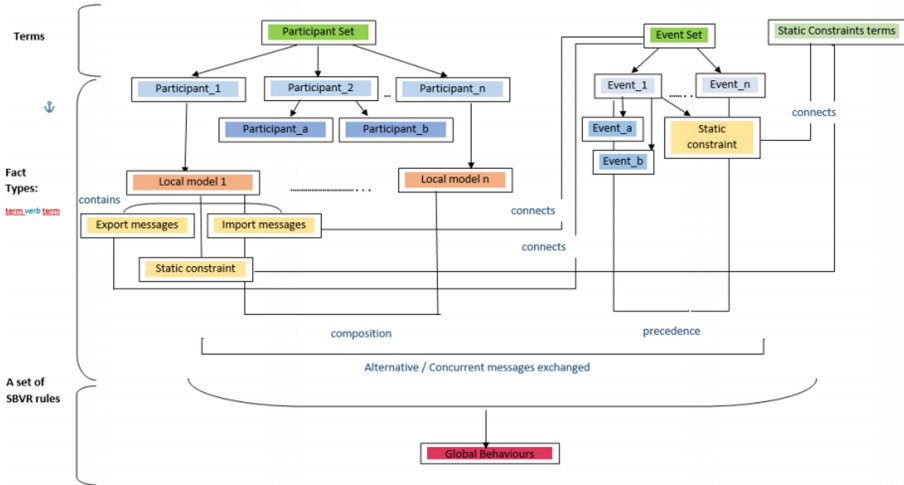 Terms
Participant Set
Event Set
Static Constraints terms
Participant_1
Participant_2
...
Participant_n
Event_1
Event_n
connects
Participant_a
Participant_b
Event_a
Static
constraint
Event_b
Fact
Types:
term verb term
Local model 1
Local model n
contains
Export messages
Import messages
connects
connects
Static constraint
composition
precedence
Alternative / Concurrent messages exchanged
A set of
SBVR rules
Global Behaviours